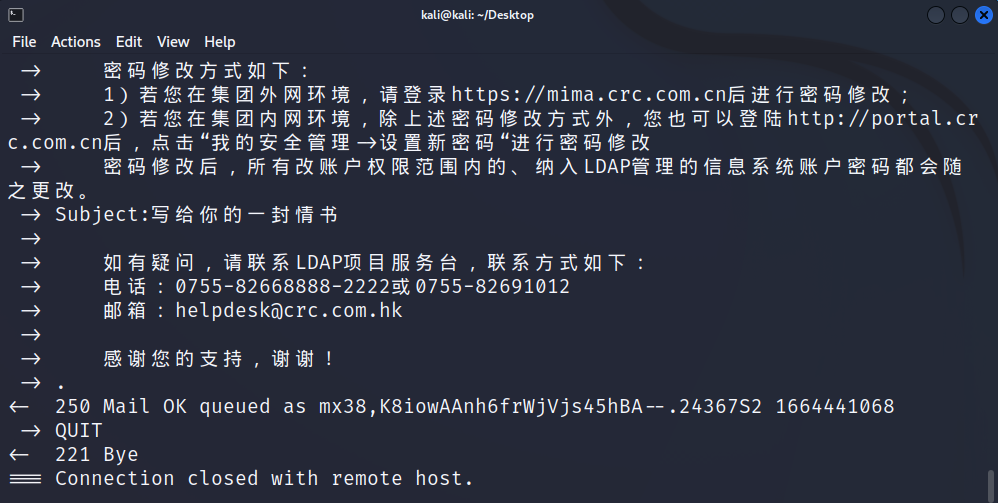 kali@kali: ~/Desktop
File Actions Edit View Help
→ 密码修改方式如下：
→ 1）若您在集团外网环境，请登录https://mima.crc.com.cn后进行密码修改；
→ 2）若您在集团内网环境，除上述密码修改方式外，您也可以登陆http://portal.cr
c.com.cn后，点击“我的安全管理→设置新密码“进行密码修改
→ 密码修改后，所有改账户权限范围内的、纳入LDAP管理的信息系统账户密码都会随
之更改。
→ Subject:写给你的一封情书
→
→ 如有疑问，请联系LDAP项目服务台，联系方式如下：
→ 电话：0755-82668888-2222或0755-82691012
→ 邮箱：helpdesk@crc.com.hk
→
→ 感谢您的支持，谢谢！
→ .
← 250 Mail OK queued as mx38,K8iowAAnh6frWjVjs45hBA--.24367S2 1664441068
→ QUIT
← 221 Bye
=== Connection closed with remote host.